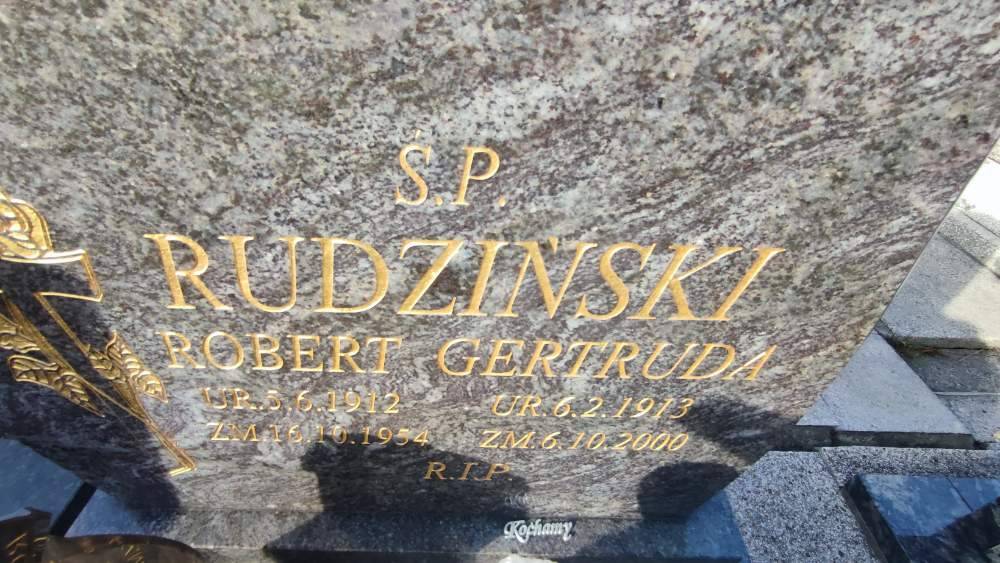 Ś.P.
RUDZIŃSKI
ROBERT GERTRUDA
UR.5.6.1912 UR.6.2.1913
ZM.16.10.1954 ZM.6.10.2000
R.I.P.
Kochamy